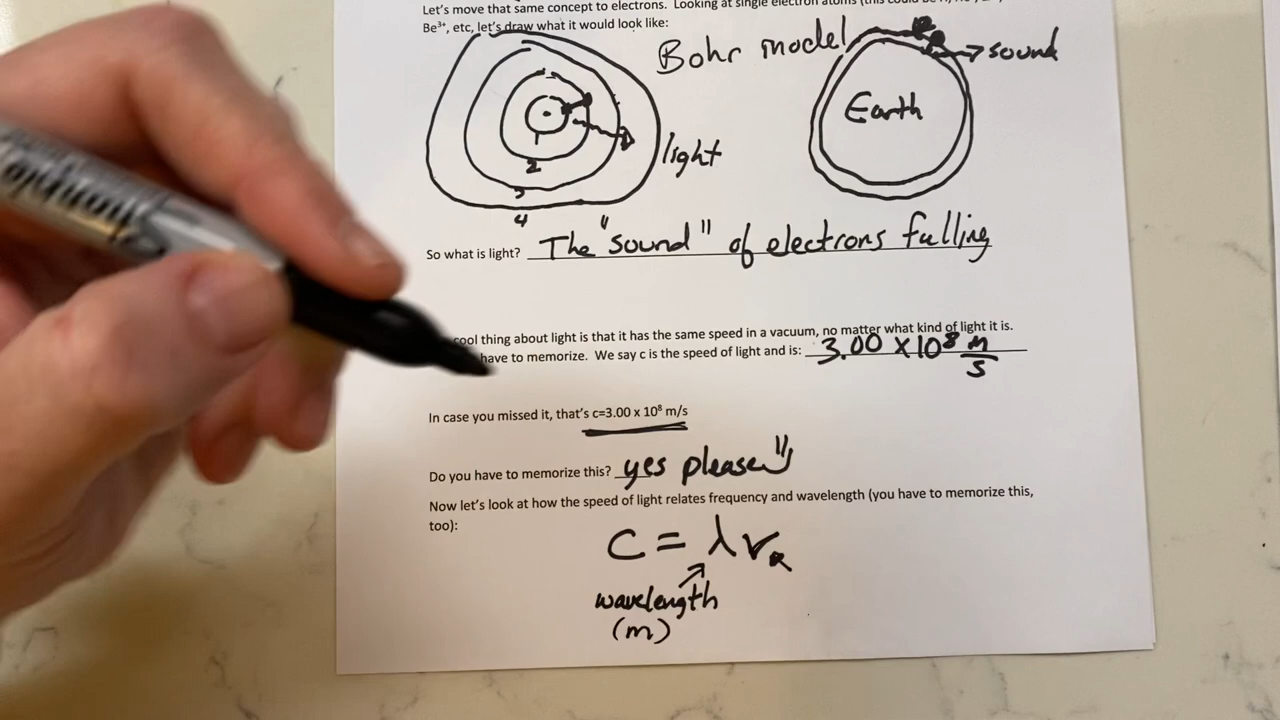 Let's move that same concept to electrons. Looking at single electron atoms (this could be
Be³⁺, etc, let's draw what it would look like:
Bohr model
sound
Earth
light
1
2
3
4
So what is light? The "sound" of electrons falling
cool thing about light is that it has the same speed in a vacuum, no matter what kind of light it is.
have to memorize. We say c is the speed of light and is: 3.00 x10⁸ m/s
In case you missed it, that's c=3.00 x 10⁸ m/s
Do you have to memorize this? yes please
Now let's look at how the speed of light relates frequency and wavelength (you have to memorize this,
too):
c = λν
wavelength
(m)